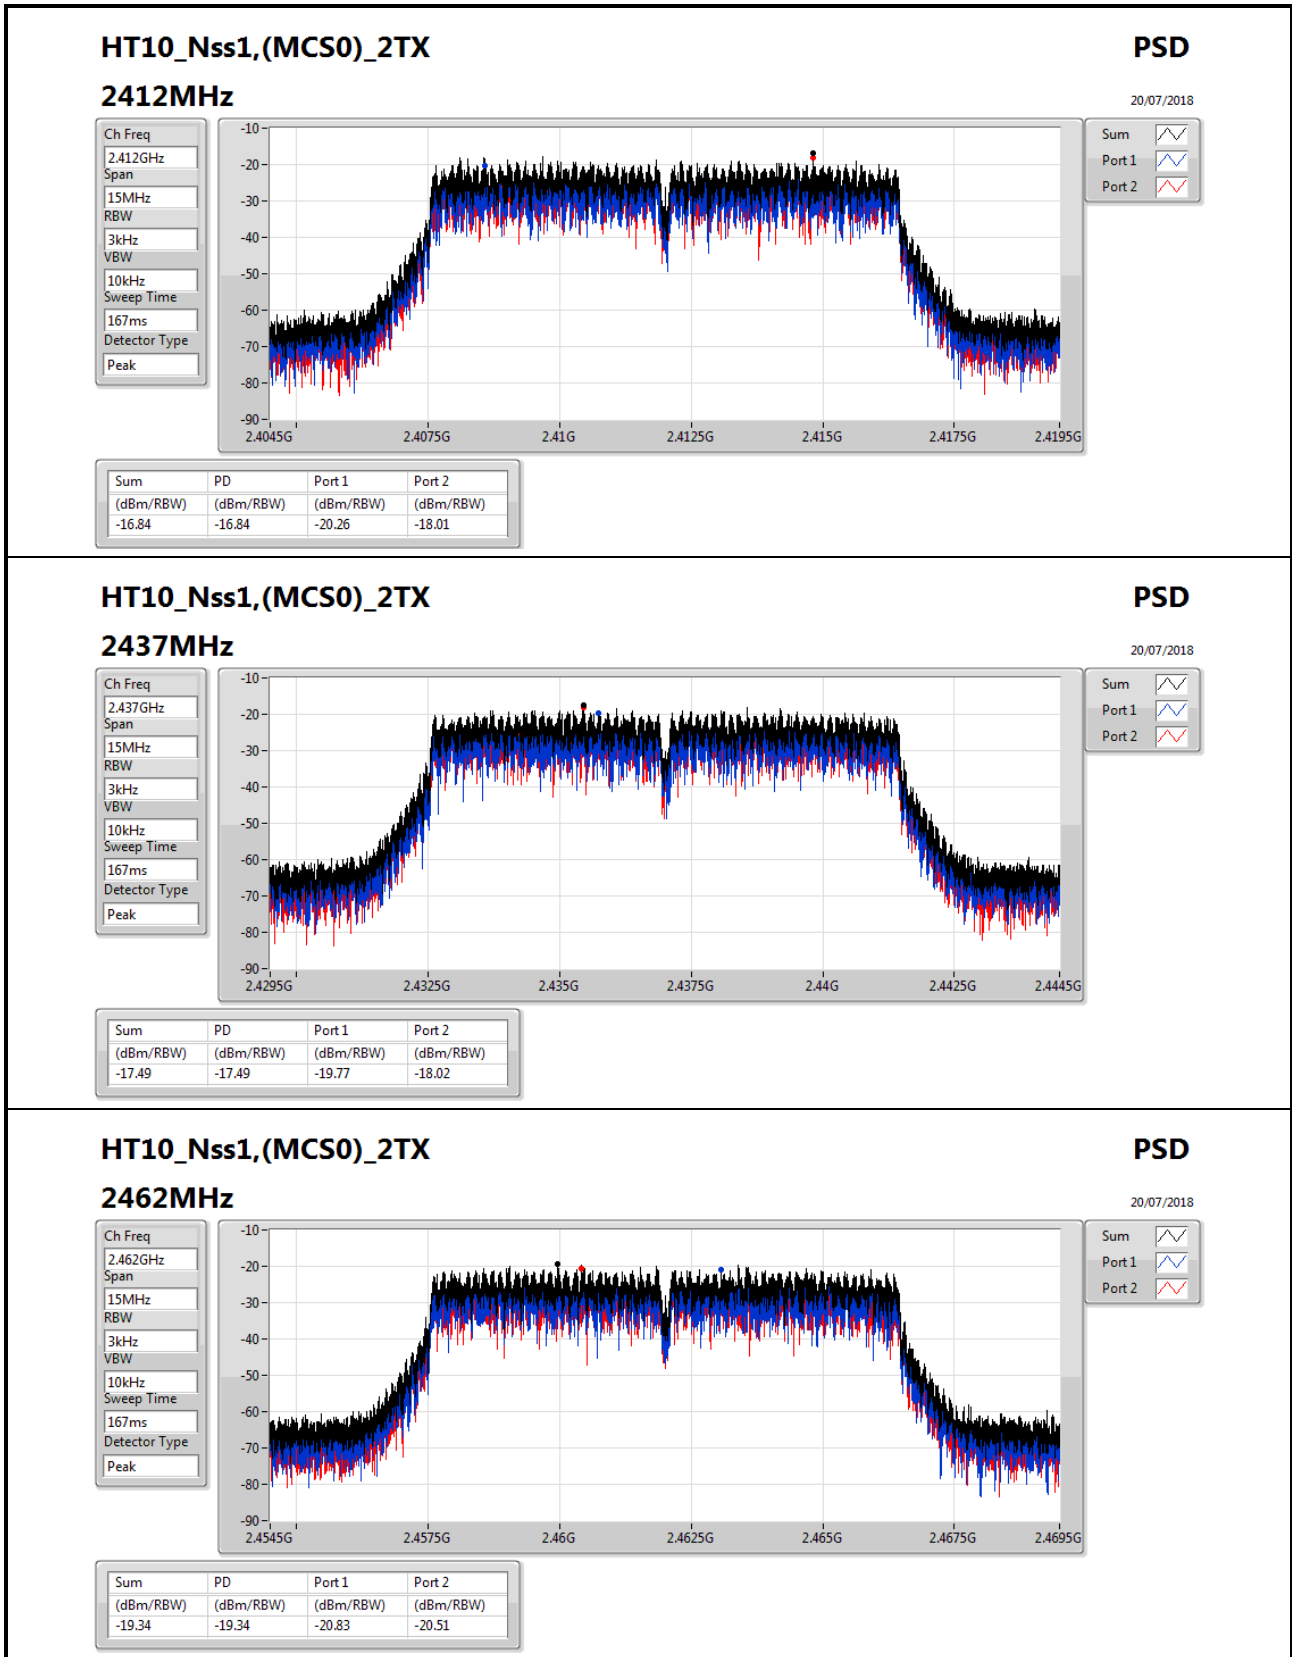 HT10_Nss1,(MCS0)_2TX PSD
2412MHz 20/07/2018
Ch Freq
2.412GHz
Span
15MHz
RBW
3kHz
VBW
10kHz
Sweep Time
167ms
Detector Type
Peak
-10
-20
-30
-40
-50
-60
-70
-80
-90
2.4045G 2.4075G 2.41G 2.4125G 2.415G 2.4175G 2.4195G
Sum
Port 1
Port 2
Sum PD Port 1 Port 2
(dBm/RBW) (dBm/RBW) (dBm/RBW) (dBm/RBW)
-16.84 -16.84 -20.26 -18.01
HT10_Nss1,(MCS0)_2TX PSD
2437MHz 20/07/2018
Ch Freq
2.437GHz
Span
15MHz
RBW
3kHz
VBW
10kHz
Sweep Time
167ms
Detector Type
Peak
-10
-20
-30
-40
-50
-60
-70
-80
-90
2.4295G 2.4325G 2.435G 2.4375G 2.44G 2.4425G 2.4445G
Sum
Port 1
Port 2
Sum PD Port 1 Port 2
(dBm/RBW) (dBm/RBW) (dBm/RBW) (dBm/RBW)
-17.49 -17.49 -19.77 -18.02
HT10_Nss1,(MCS0)_2TX PSD
2462MHz 20/07/2018
Ch Freq
2.462GHz
Span
15MHz
RBW
3kHz
VBW
10kHz
Sweep Time
167ms
Detector Type
Peak
-10
-20
-30
-40
-50
-60
-70
-80
-90
2.4545G 2.4575G 2.46G 2.4625G 2.465G 2.4675G 2.4695G
Sum
Port 1
Port 2
Sum PD Port 1 Port 2
(dBm/RBW) (dBm/RBW) (dBm/RBW) (dBm/RBW)
-19.34 -19.34 -20.83 -20.51